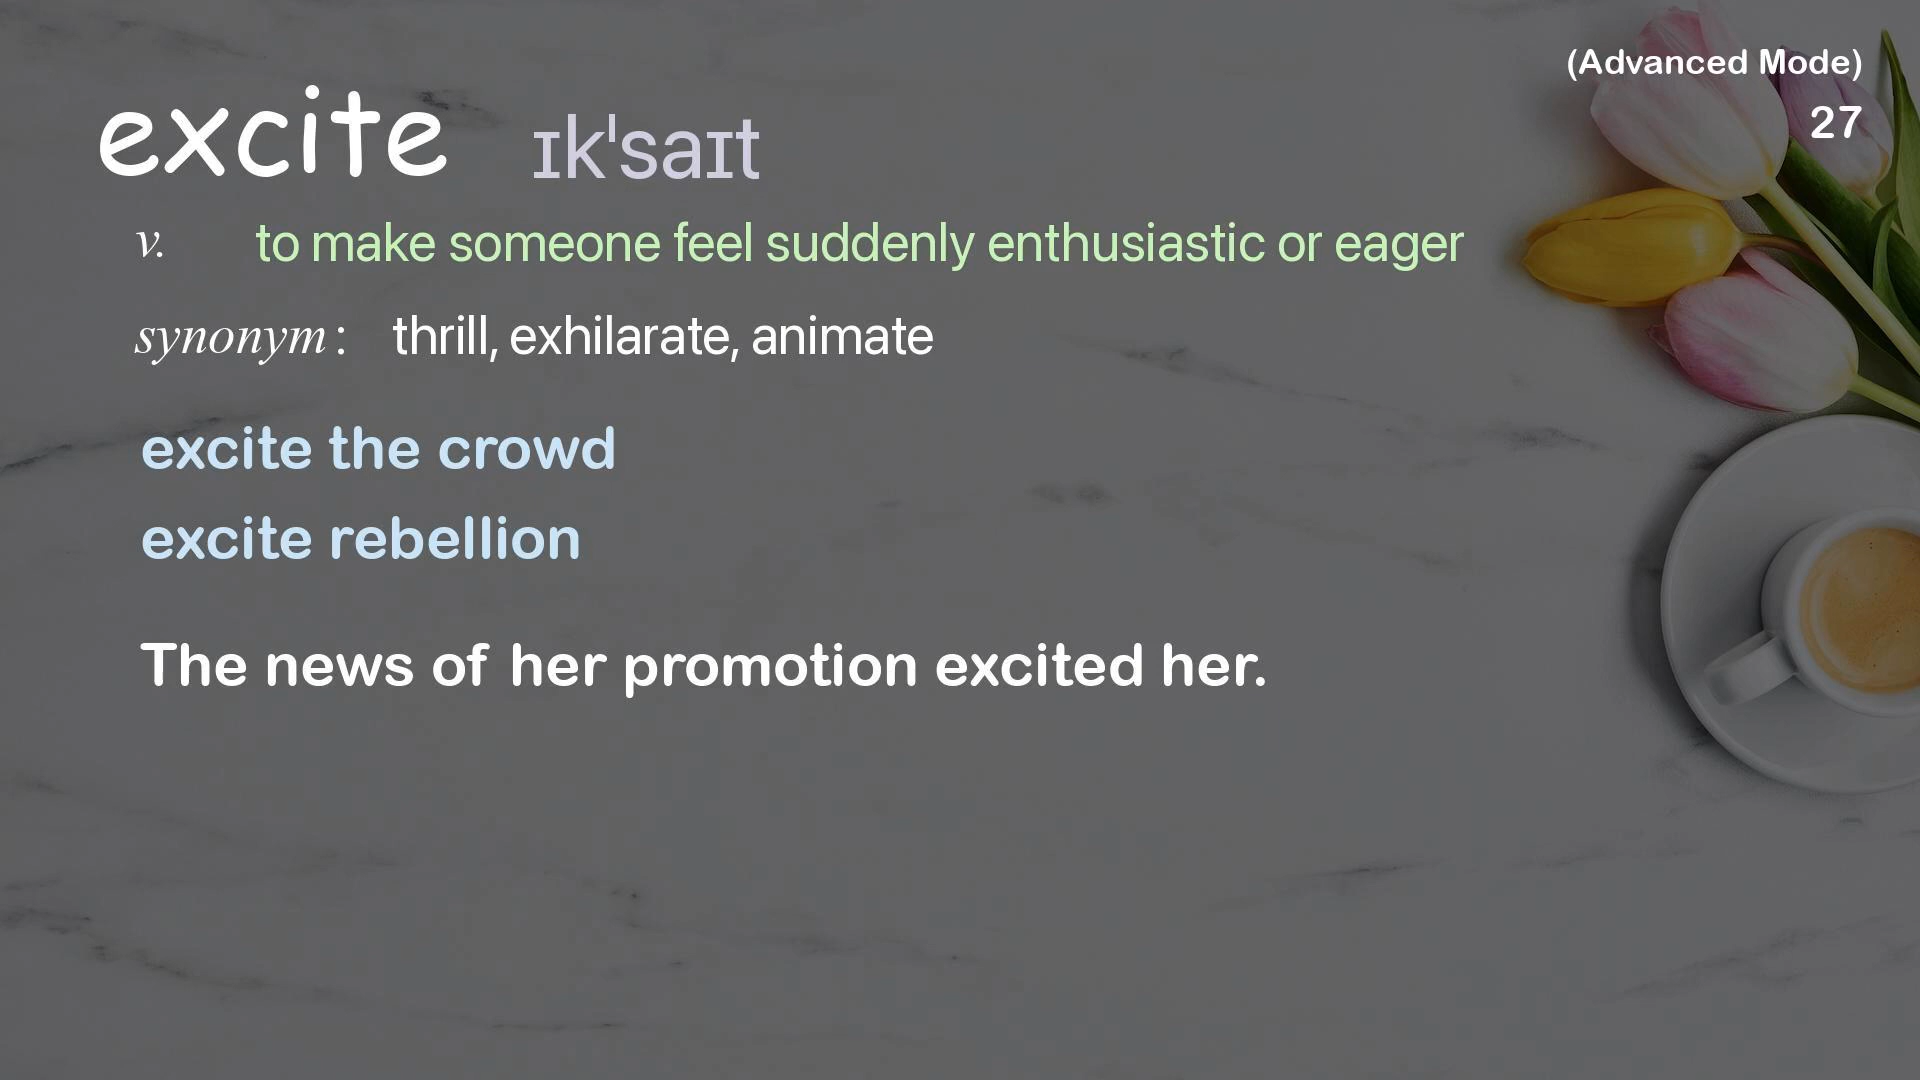 (Advanced Mode)
27
excite ɪkˈsaɪt
v. to make someone feel suddenly enthusiastic or eager
synonym: thrill, exhilarate, animate
excite the crowd
excite rebellion
The news of her promotion excited her.